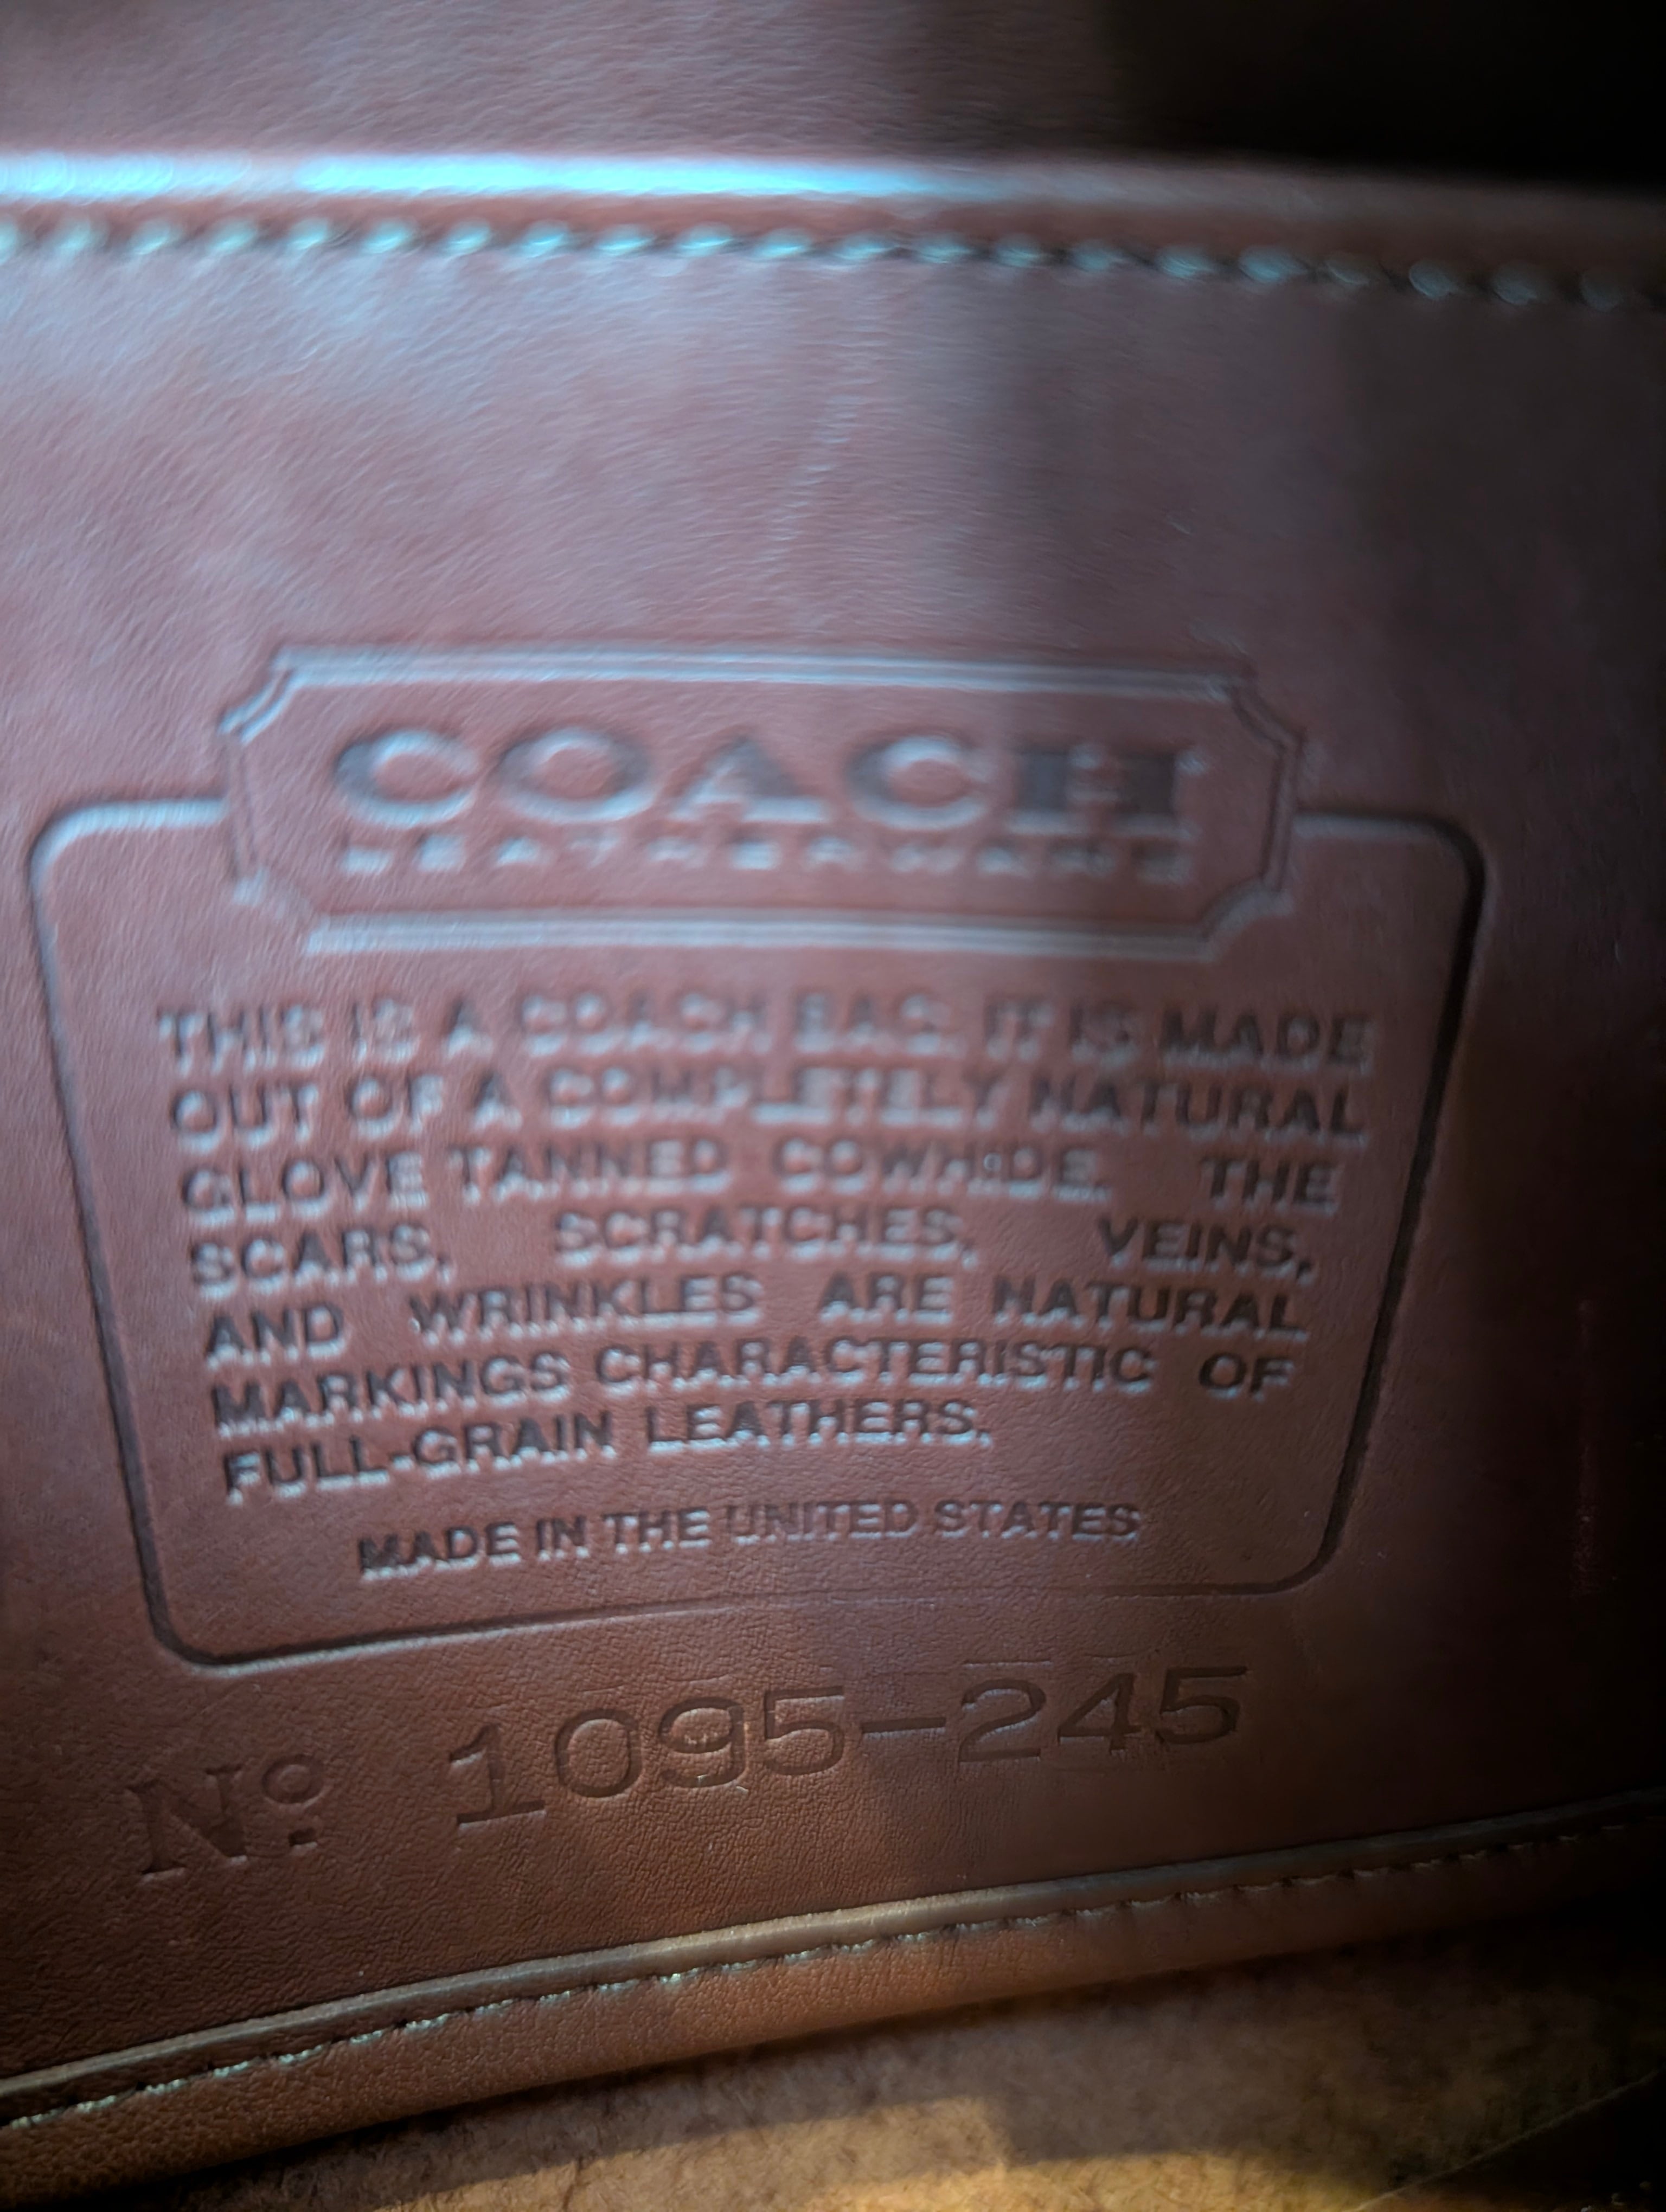 COACH
LEATHERWARE
THIS IS A COACH BAG. IT IS MADE
OUT OF A COMPLETELY NATURAL
GLOVE TANNED COWHIDE. THE
SCARS, SCRATCHES, VEINS,
AND WRINKLES ARE NATURAL
MARKINGS CHARACTERISTIC OF
FULL-GRAIN LEATHERS.
MADE IN THE UNITED STATES
Nº 1095-245